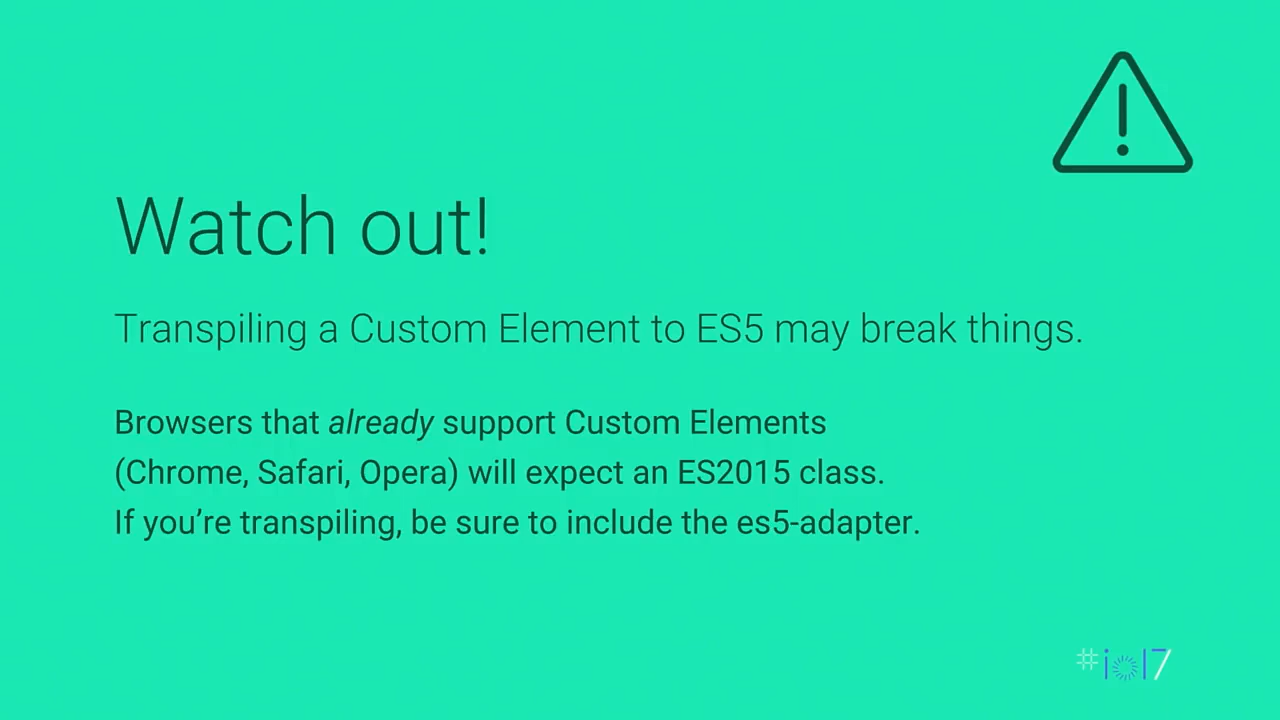 Watch out!
Transpiling a Custom Element to ES5 may break things.
Browsers that already support Custom Elements
(Chrome, Safari, Opera) will expect an ES2015 class.
If you’re transpiling, be sure to include the es5-adapter.
#io17